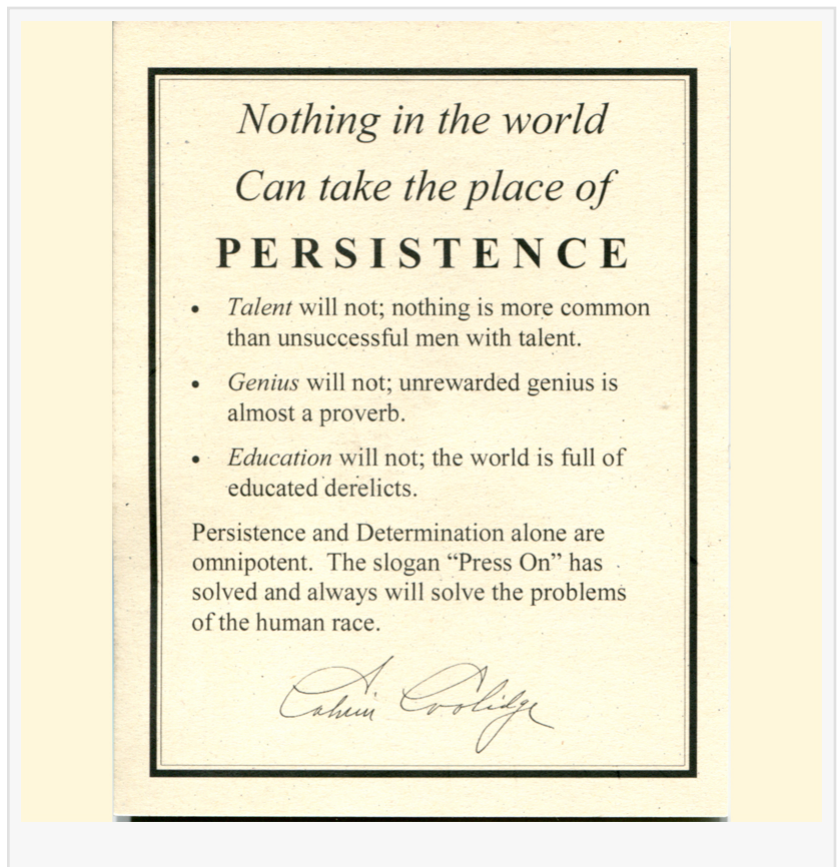 Nothing in the world
Can take the place of
PERSISTENCE
• Talent will not; nothing is more common
than unsuccessful men with talent.
• Genius will not; unrewarded genius is
almost a proverb.
• Education will not; the world is full of
educated derelicts.
Persistence and Determination alone are
omnipotent.  The slogan “Press On” has
solved and always will solve the problems
of the human race.
Calvin Coolidge